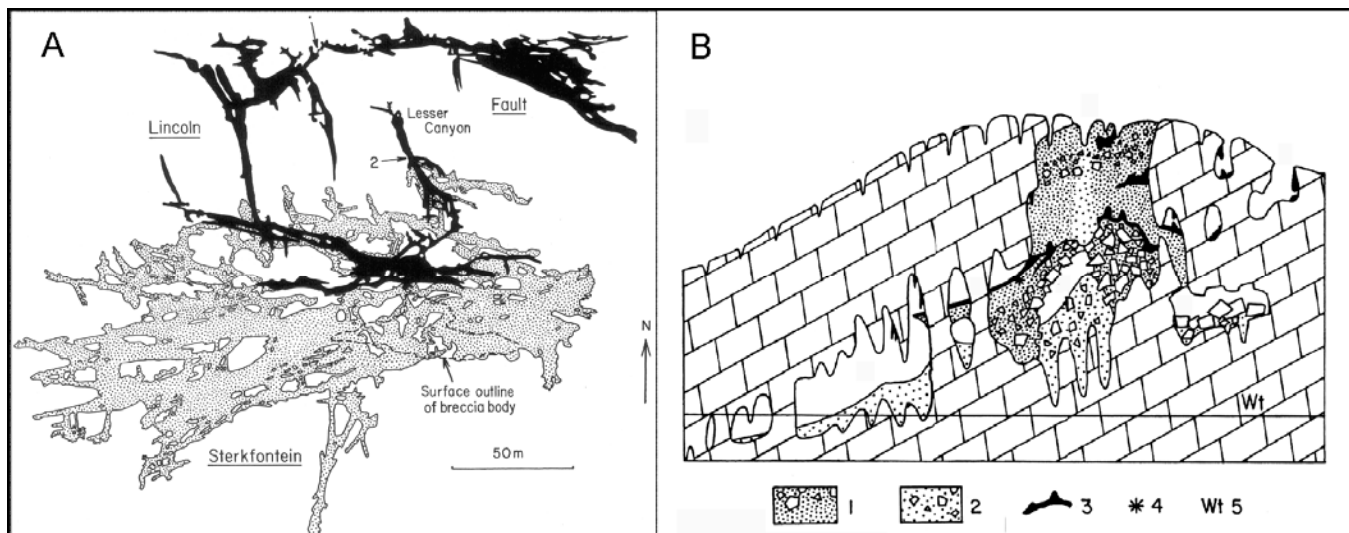 A
Lincoln
Fault
Lesser
Canyon
2
N
Surface outline
of breccia body
Sterkfontein
50m
B
Wt
1
2
3
4
Wt 5